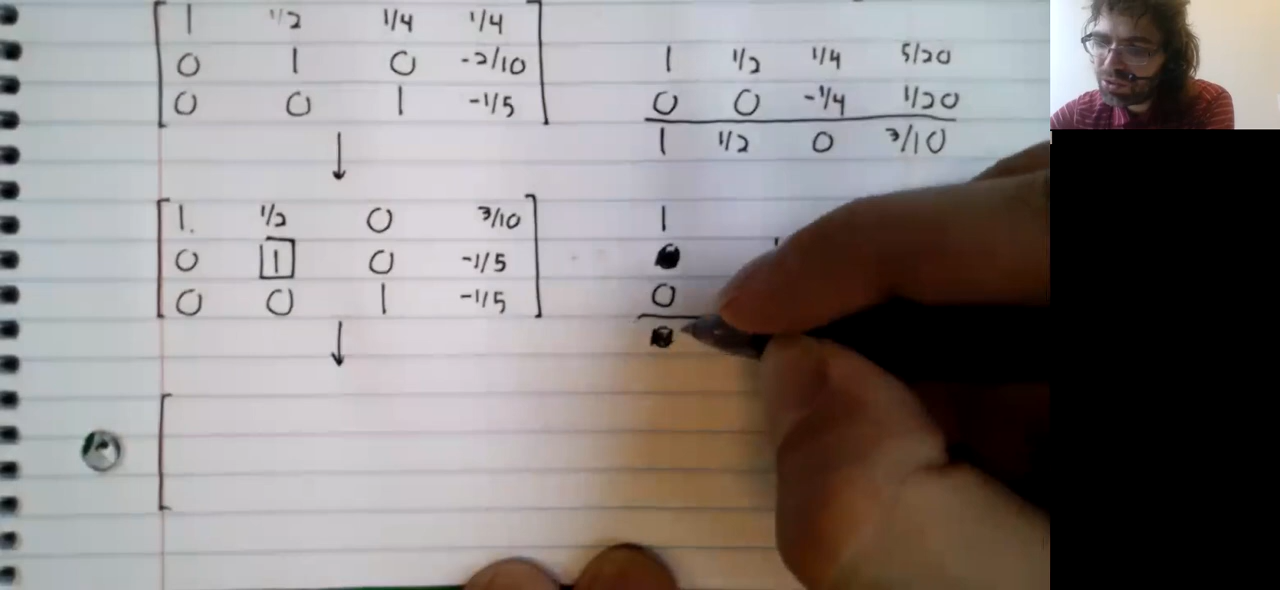 1 1/2 1/4 1/4
0 1 0 -2/10
0 0 1 -1/5
1 1/2 1/4 5/20
0 0 -1/4 1/20
1 1/2 0 3/10
↓
1 1/2 0 3/10
0 1 0 -1/5
0 0 1 -1/5
1
0
↓